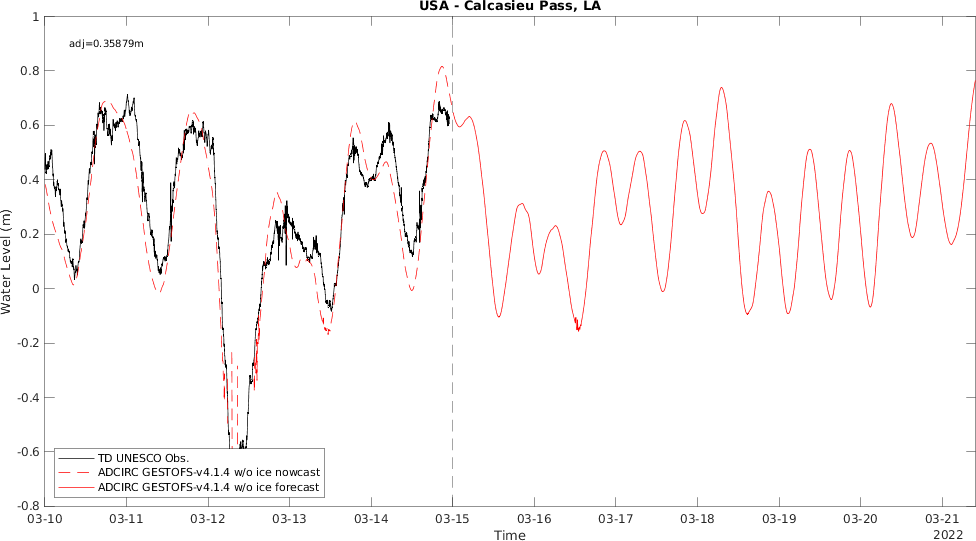 USA - Calcasieu Pass, LA
adj=0.35879m
1
0.8
0.6
0.4
0.2
0
-0.2
-0.4
-0.6
-0.8
Water Level (m)
TD UNESCO Obs.
ADCIRC GESTOFS-v4.1.4 w/o ice nowcast
ADCIRC GESTOFS-v4.1.4 w/o ice forecast
03-10 03-11 03-12 03-13 03-14 03-15 03-16 03-17 03-18 03-19 03-20 03-21
Time
2022